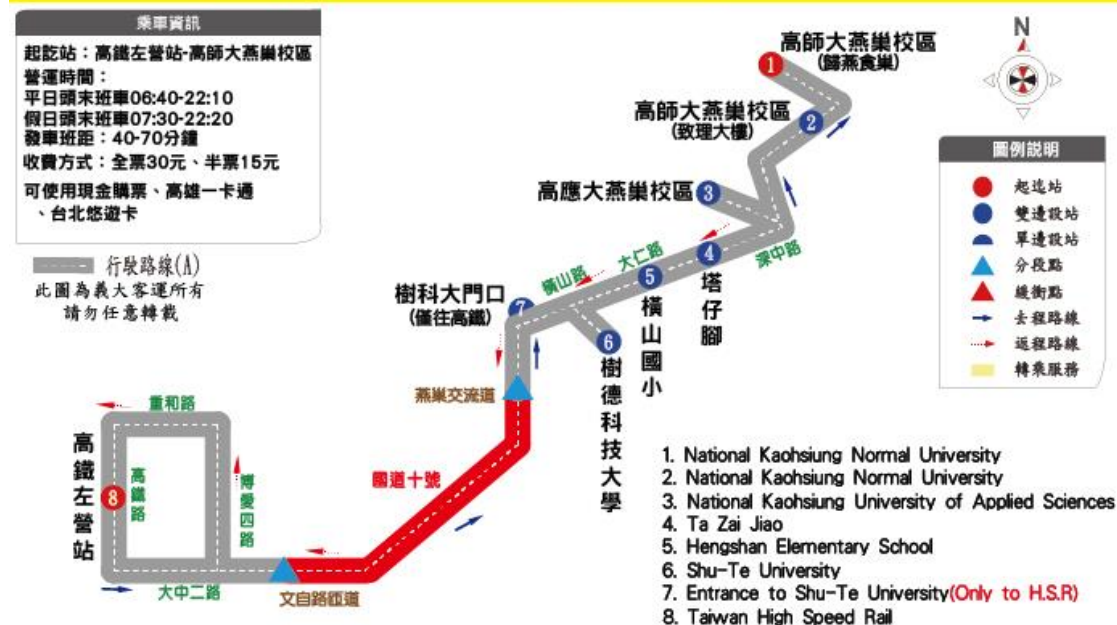 乘車資訊
起訖站：高鐵左營站-高師大燕巢校區
營運時間：
平日頭末班車06:40-22:10
假日頭末班車07:30-22:20
發車班距：40-70分鐘
收費方式：全票30元、半票15元
可使用現金購票、高雄一卡通
、台北悠遊卡
行駛路線(A)
此圖為義大客運所有
請勿任意轉載
N
高師大燕巢校區
(歸燕食巢)
1
高師大燕巢校區
(致理大樓)
2
高應大燕巢校區
3
圖例說明
起迄站
雙邊設站
單邊設站
分段點
緩衝點
去程路線
返程路線
轉乘服務
深中路
4
塔仔腳
大仁路
5
橫山國小
橫山路
6
樹德科技大學
樹科大門口
(僅往高鐵)
7
燕巢交流道
國道十號
文自路匝道
重和路
高鐵左營站
8
高鐵路
博愛四路
大中二路
1. National Kaohsiung Normal University
2. National Kaohsiung Normal University
3. National Kaohsiung University of Applied Sciences
4. Ta Zai Jiao
5. Hengshan Elementary School
6. Shu-Te University
7. Entrance to Shu-Te University(Only to H.S.R)
8. Taiwan High Speed Rail